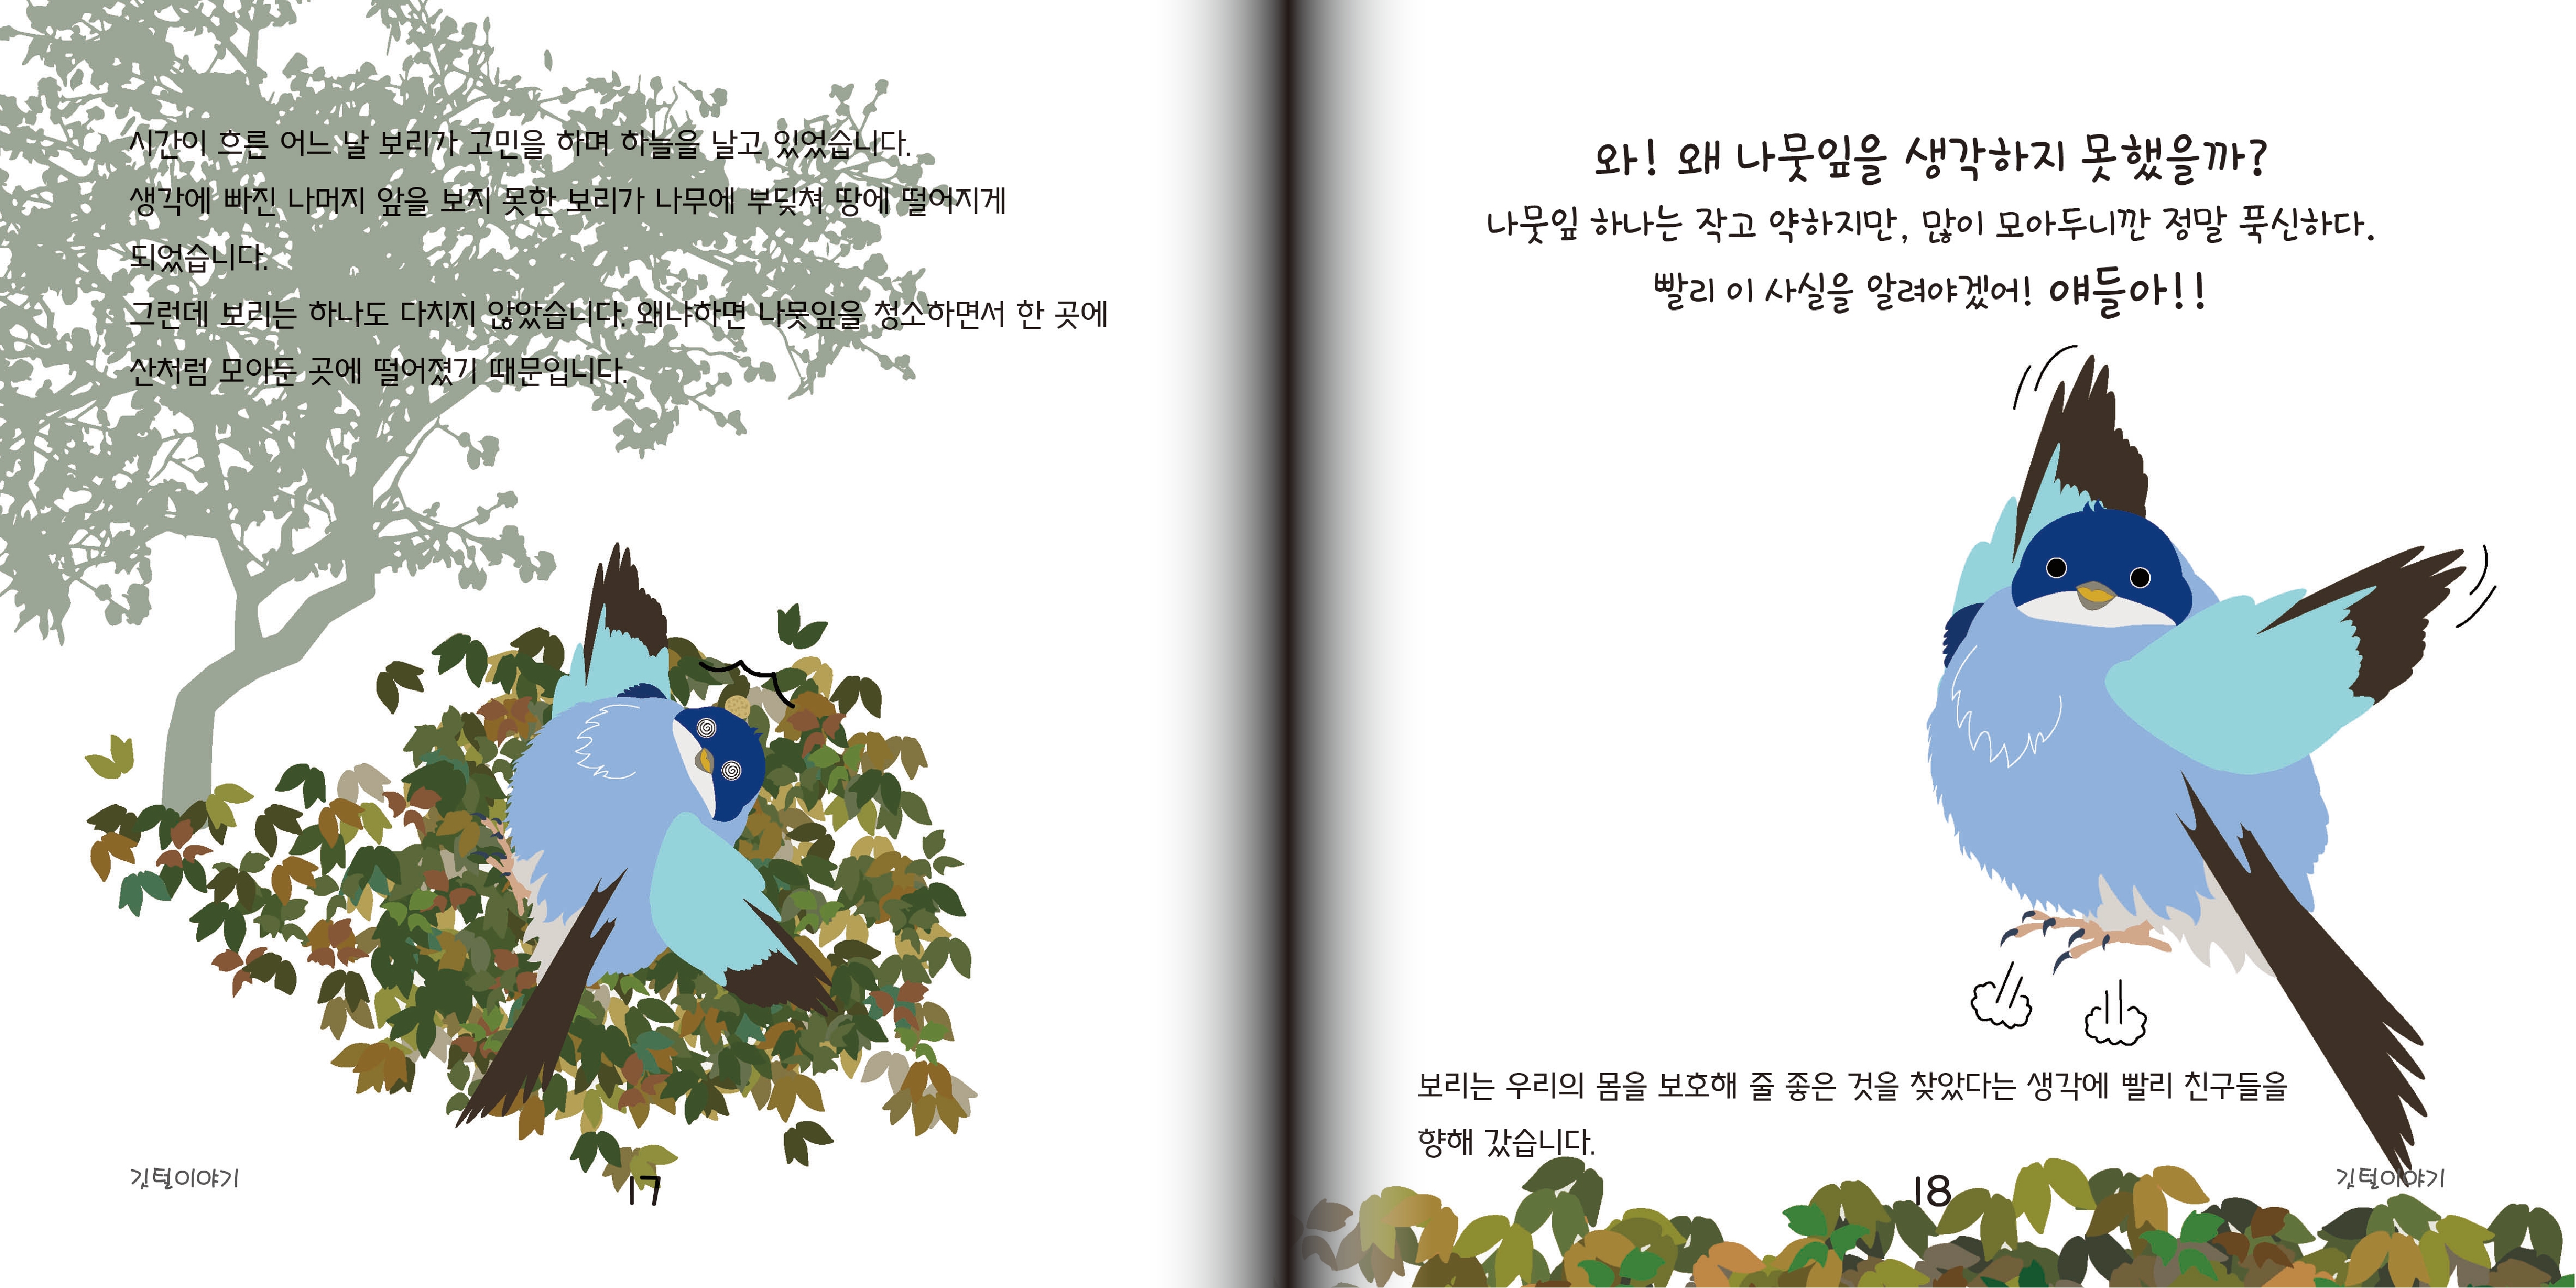 시간이 흐른 어느 날 보리가 고민을 하며 하늘을 날고 있었습니다.
생각에 빠진 나머지 앞을 보지 못한 보리가 나무에 부딪쳐 땅에 떨어지게
되었습니다.
그런데 보리는 하나도 다치지 않았습니다. 왜냐하면 나뭇잎을 청소하면서 한 곳에
산처럼 모아둔 곳에 떨어졌기 때문입니다.
깃털이야기
17
와! 왜 나뭇잎을 생각하지 못했을까?
나뭇잎 하나는 작고 약하지만, 많이 모아두니깐 정말 푹신하다.
빨리 이 사실을 알려야겠어! 얘들아!!
보리는 우리의 몸을 보호해 줄 좋은 것을 찾았다는 생각에 빨리 친구들을
향해 갔습니다.
18
깃털이야기